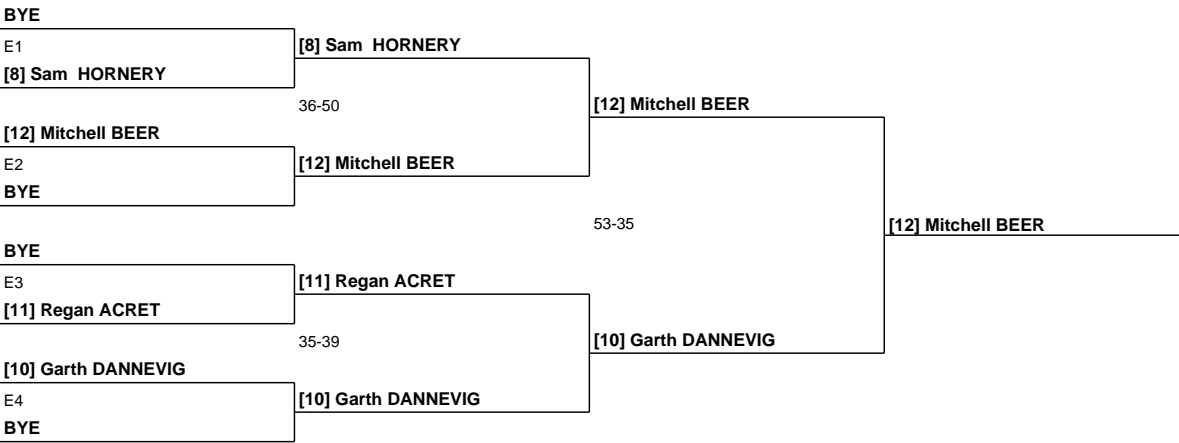 BYE
E1
[8] Sam  HORNERY
[8] Sam  HORNERY
36-50
[12] Mitchell BEER
[12] Mitchell BEER
E2
[12] Mitchell BEER
BYE
53-35
[12] Mitchell BEER
BYE
E3
[11] Regan ACRET
[11] Regan ACRET
35-39
[10] Garth DANNEVIG
[10] Garth DANNEVIG
E4
[10] Garth DANNEVIG
BYE